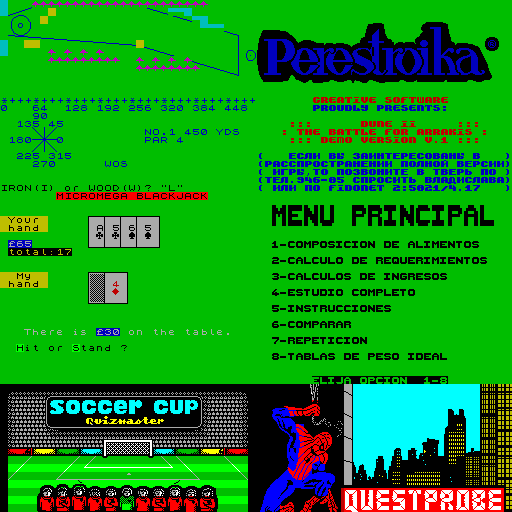 0 64 128 192 256 320 384 448
90
135 45
180 0
225 315
270
WOS
NO.1 450 YDS
PAR 4
IRON(I) or WOOD(W)? "L"
Perestroika
CREATIVE SOFTWARE
PROUDLY PRESENTS:
::: DUNE II :::
: THE BATTLE FOR ARRAKIS :
::: DEMO VERSION V.1 :::
( ЕСЛИ ВЫ ЗАИНТЕРЕСОВАНЫ В )
(РАСПРОСТРАНЕНИИ ПОЛНОЙ ВЕРСИИ)
( ИГРЫ,ТО ПОЗВОНИТЕ В ТВЕРЬ ПО )
(ТЕЛ.946-05 СПРОСИТЬ ВЛАДИСЛАВА)
( ИЛИ ПО FIDONET 2:5021/4.17 )
MICROMEGA BLACKJACK
Your
hand
£65
total:17
A 5 6 5
My
hand
4
There is £30 on the table.
Hit or Stand ?
MENU PRINCIPAL
1-COMPOSICION DE ALIMENTOS
2-CALCULO DE REQUERIMIENTOS
3-CALCULOS DE INGRESOS
4-ESTUDIO COMPLETO
5-INSTRUCCIONES
6-COMPARAR
7-REPETICION
8-TABLAS DE PESO IDEAL
ELIJA OPCION 1-8
SOCCER CUP
Quizmaster
QUESTPROBE